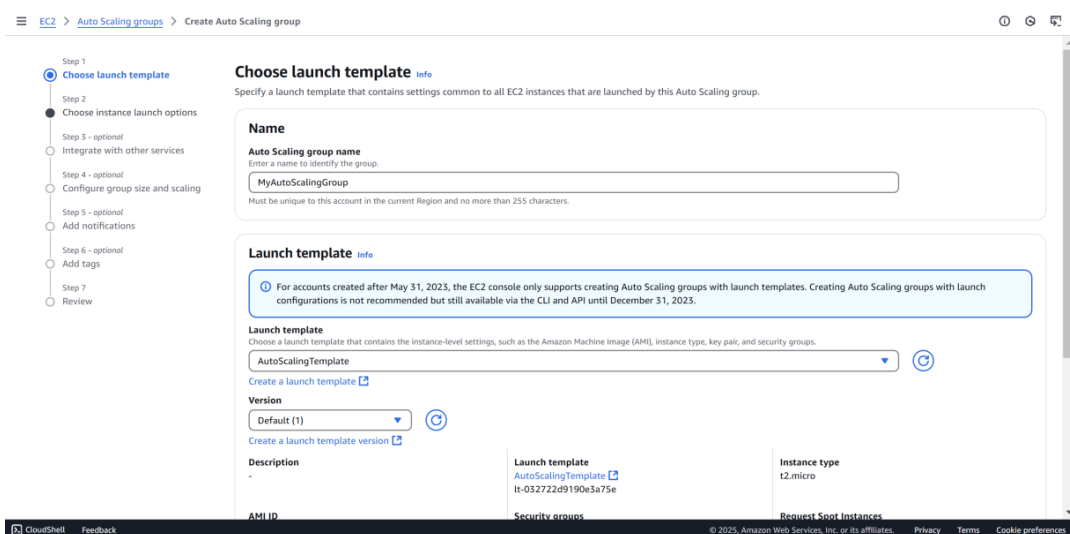 EC2 > Auto Scaling groups > Create Auto Scaling group
Step 1
Choose launch template
Step 2
Choose instance launch options
Step 3 - optional
Integrate with other services
Step 4 - optional
Configure group size and scaling
Step 5 - optional
Add notifications
Step 6 - optional
Add tags
Step 7
Review
Choose launch template Info
Specify a launch template that contains settings common to all EC2 instances that are launched by this Auto Scaling group.
Name
Auto Scaling group name
Enter a name to identify the group.
MyAutoScalingGroup
Must be unique to this account in the current Region and no more than 255 characters.
Launch template Info
For accounts created after May 31, 2023, the EC2 console only supports creating Auto Scaling groups with launch templates. Creating Auto Scaling groups with launch
configurations is not recommended but still available via the CLI and API until December 31, 2023.
Launch template
Choose a launch template that contains the instance-level settings, such as the Amazon Machine Image (AMI), instance type, key pair, and security groups.
AutoScalingTemplate
Create a launch template
Version
Default (1)
Create a launch template version
Description
-
Launch template
AutoScalingTemplate
lt-032722d9190e3a75e
Instance type
t2.micro
AMI ID
Security groups
Request Spot Instances
CloudShell Feedback
© 2025, Amazon Web Services, Inc. or its affiliates. Privacy Terms Cookie preferences